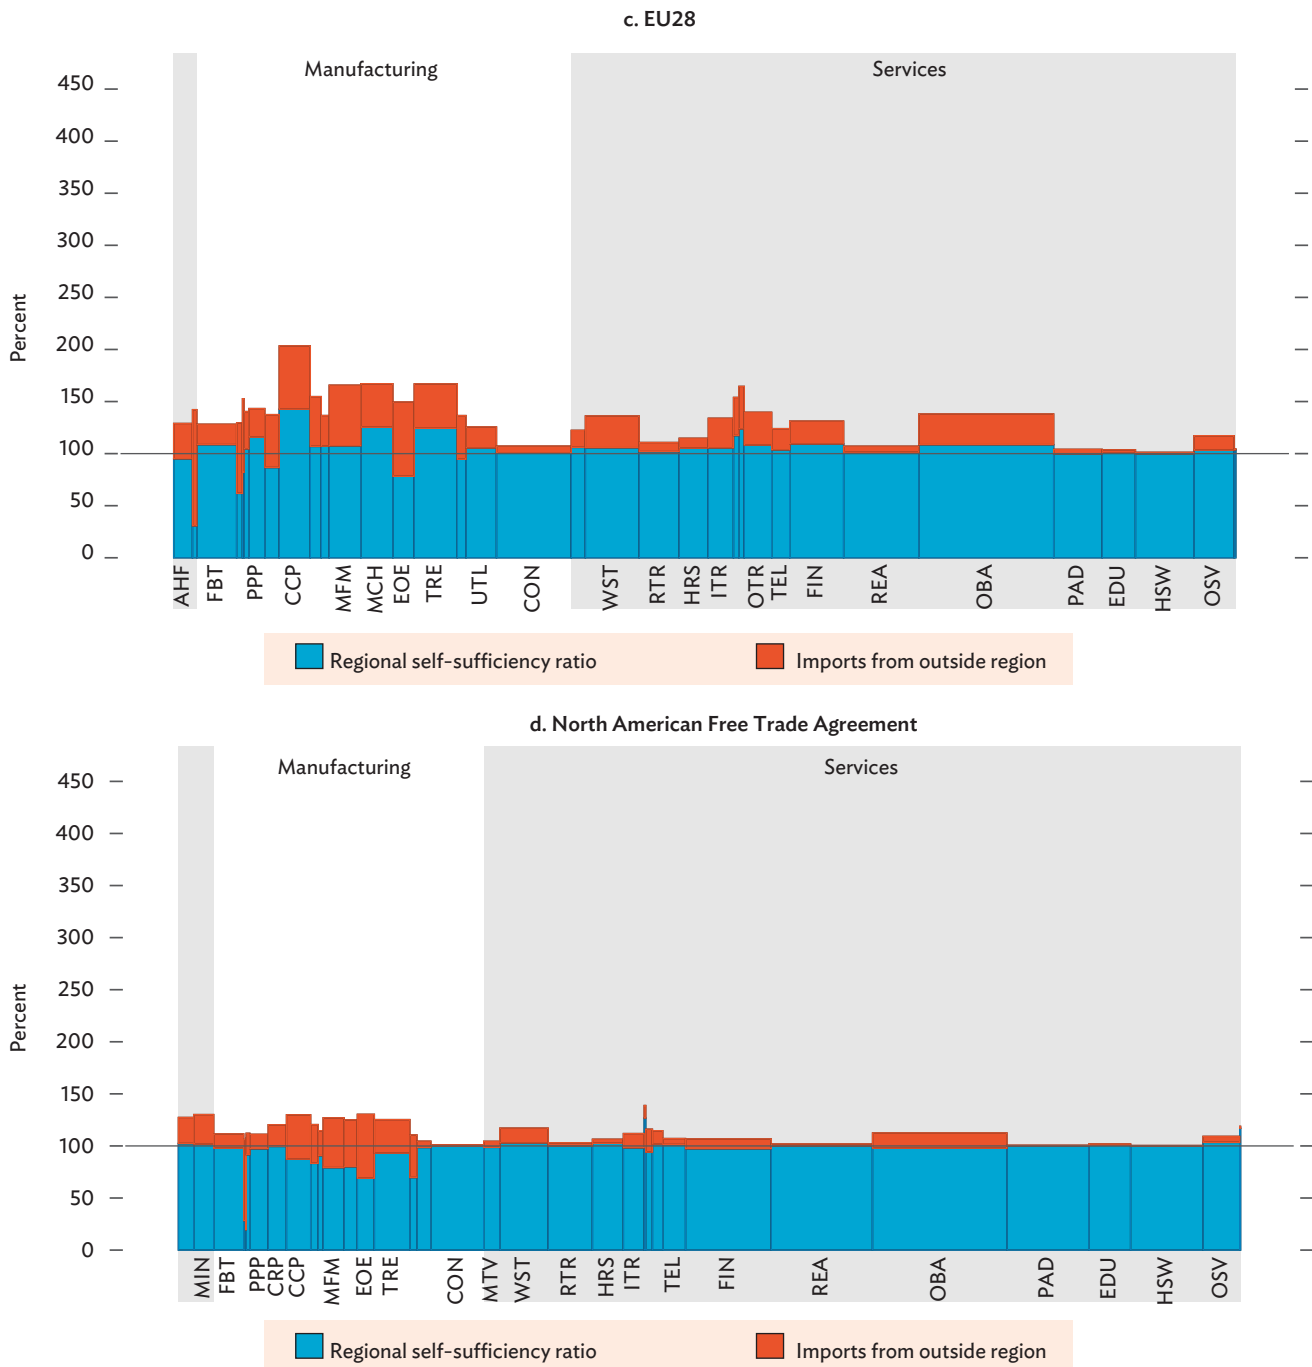 c. EU28
Manufacturing
Services
450
400
350
300
250
200
150
100
50
0
Percent
AHF
FBT
PPP
CCP
MFM
MCH
EOE
TRE
UTL
CON
WST
RTR
HRS
ITR
OTR
TEL
FIN
REA
OBA
PAD
EDU
HSW
OSV
Regional self-sufficiency ratio
Imports from outside region
d. North American Free Trade Agreement
Manufacturing
Services
450
400
350
300
250
200
150
100
50
0
Percent
MIN
FBT
PPP
CRP
CCP
MFM
EOE
TRE
CON
MTV
WST
RTR
HRS
ITR
TEL
FIN
REA
OBA
PAD
EDU
HSW
OSV
Regional self-sufficiency ratio
Imports from outside region